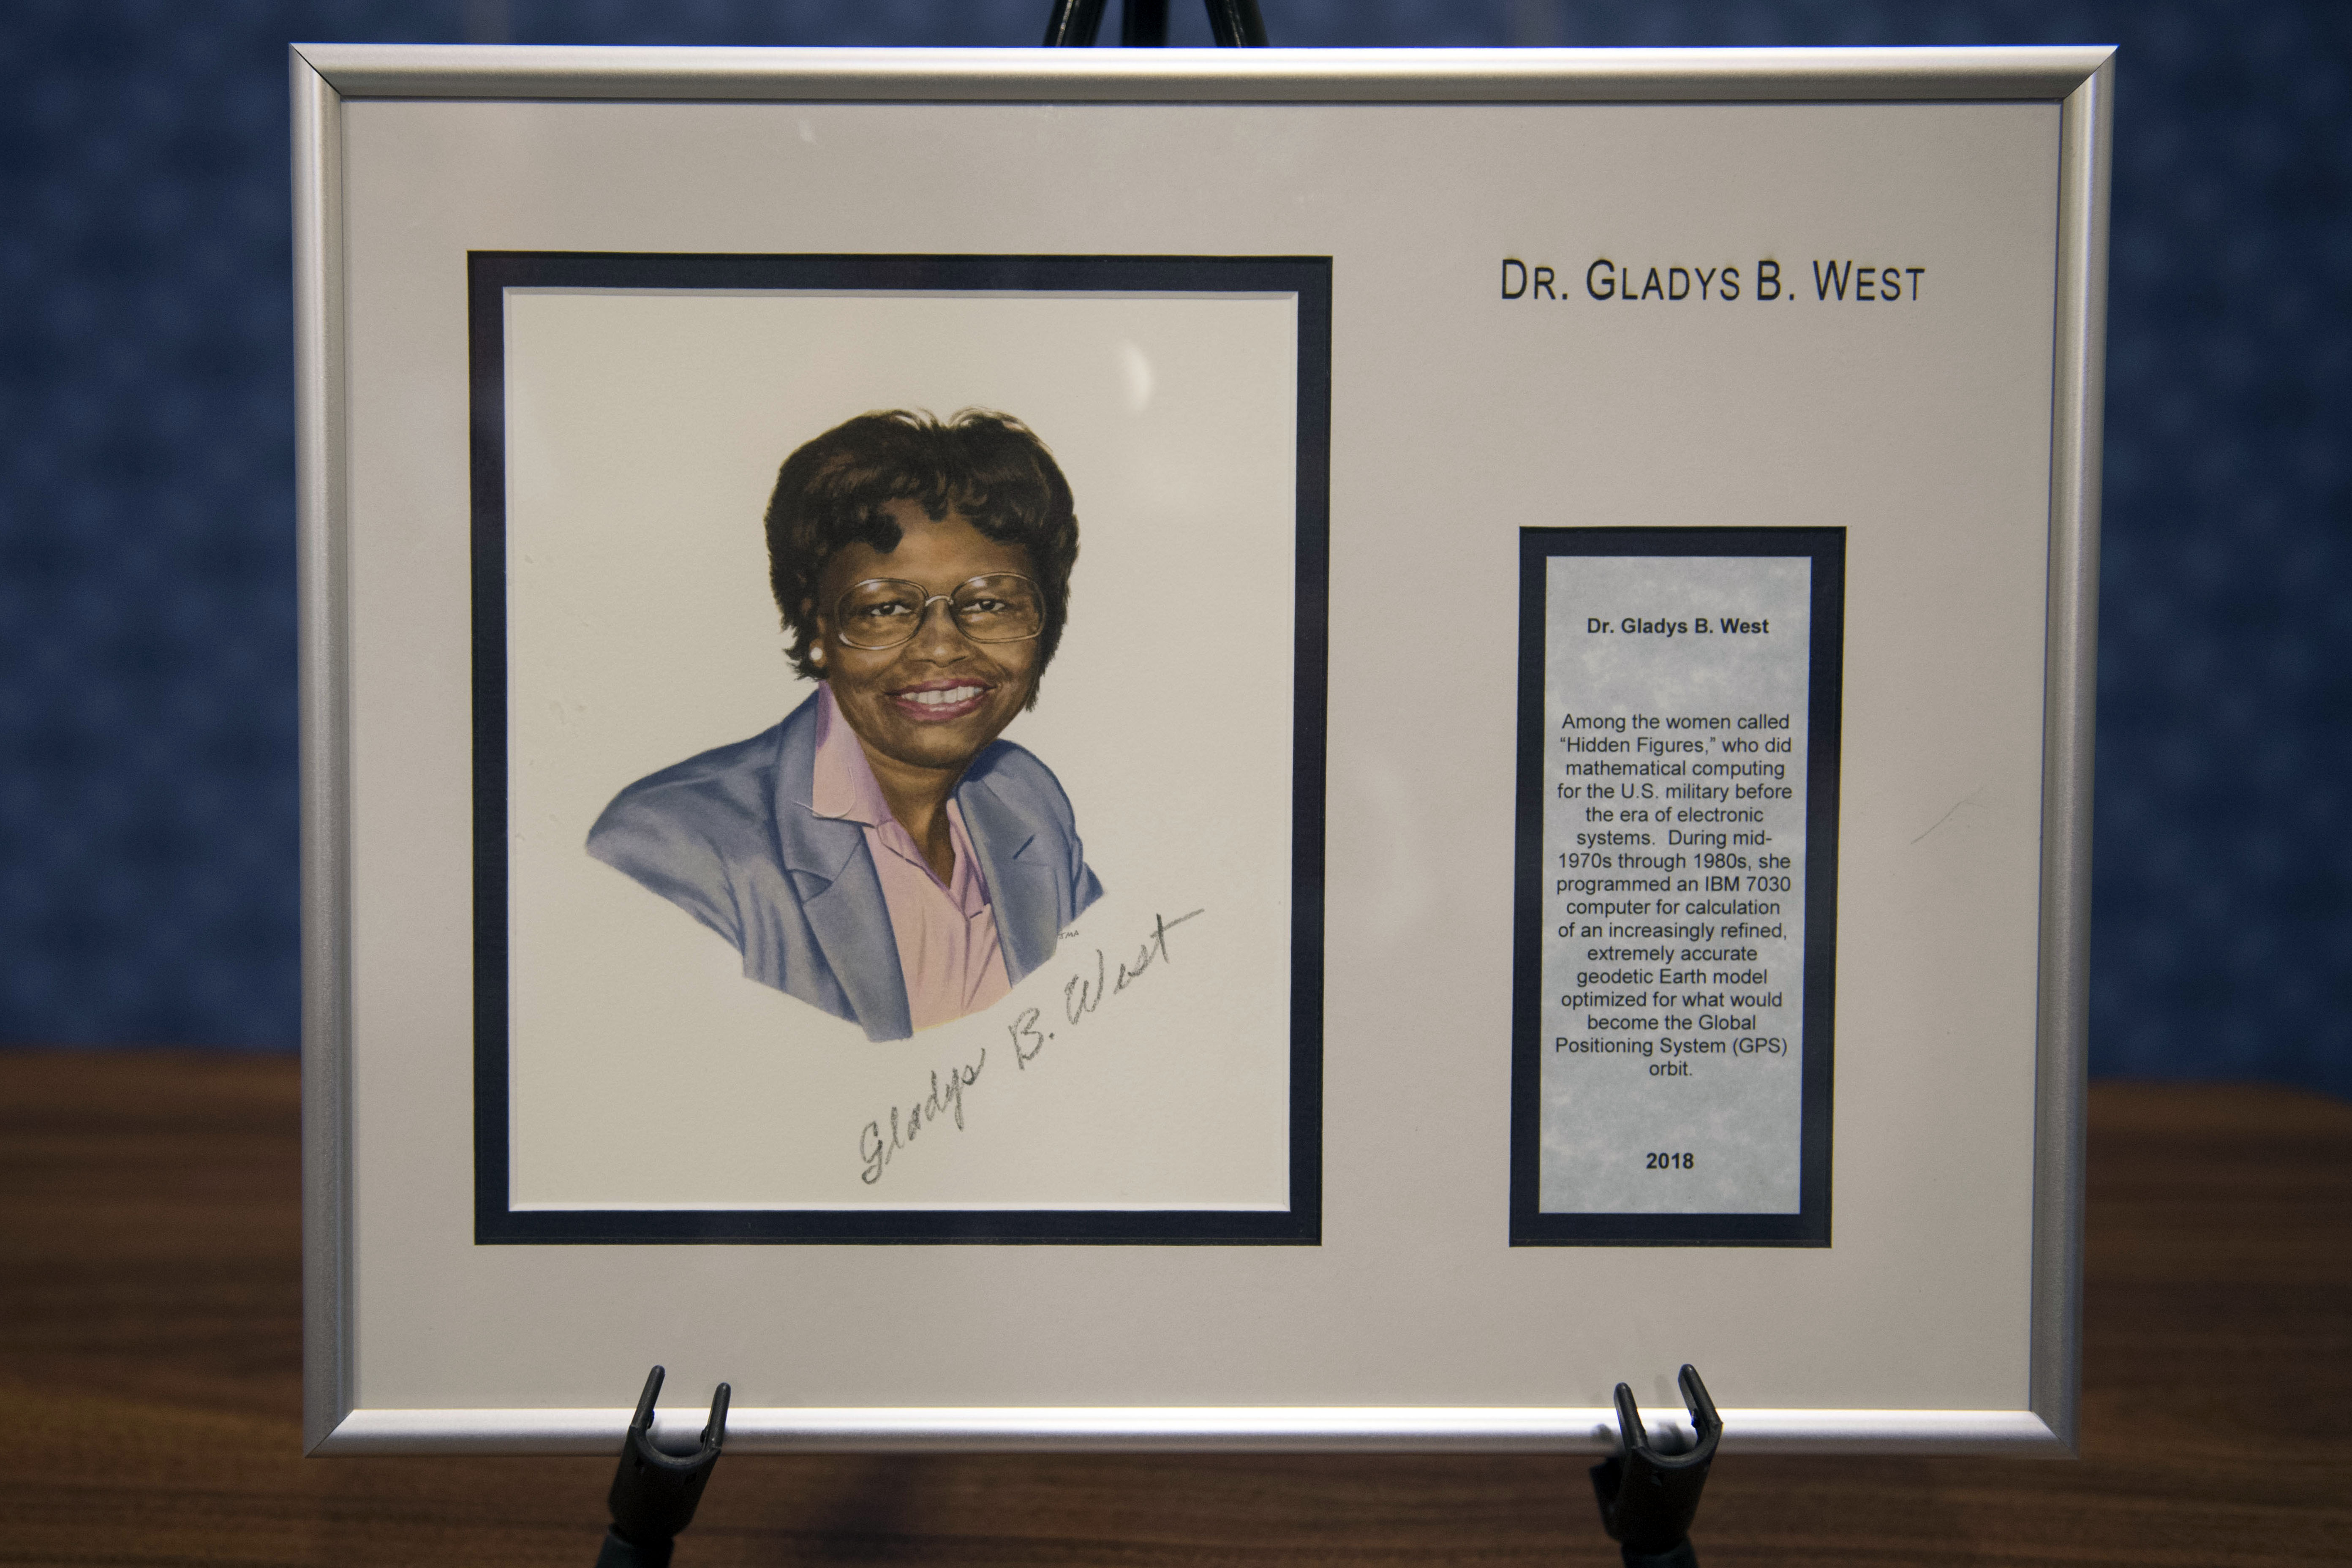 DR. GLADYS B. WEST
Dr. Gladys B. West
Among the women called
“Hidden Figures,” who did
mathematical computing
for the U.S. military before
the era of electronic
systems.  During mid-
1970s through 1980s, she
programmed an IBM 7030
computer for calculation
of an increasingly refined,
extremely accurate
geodetic Earth model
optimized for what would
become the Global
Positioning System (GPS)
orbit.
2018
Gladys B. West